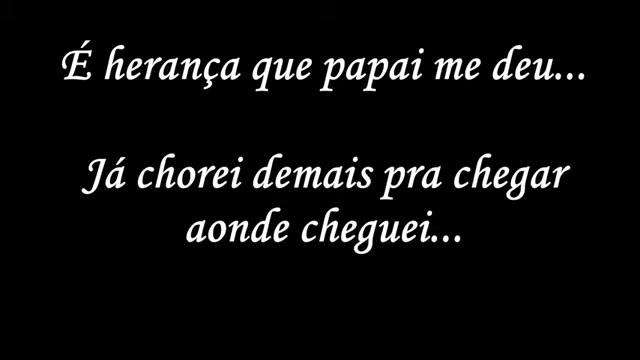 É herança que papai me deu...
Já chorei demais pra chegar
aonde cheguei...